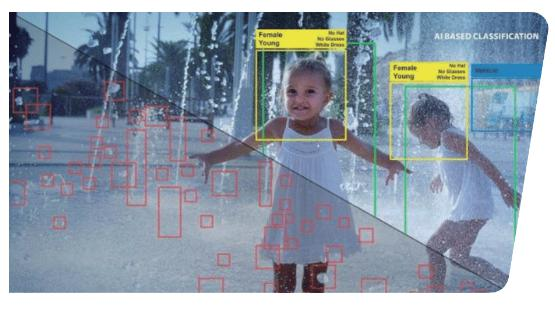 AI BASED CLASSIFICATION
Female
Young
No Hat
No Glasses
White Dress
Female
Young
No Hat
No Glasses
White Dress